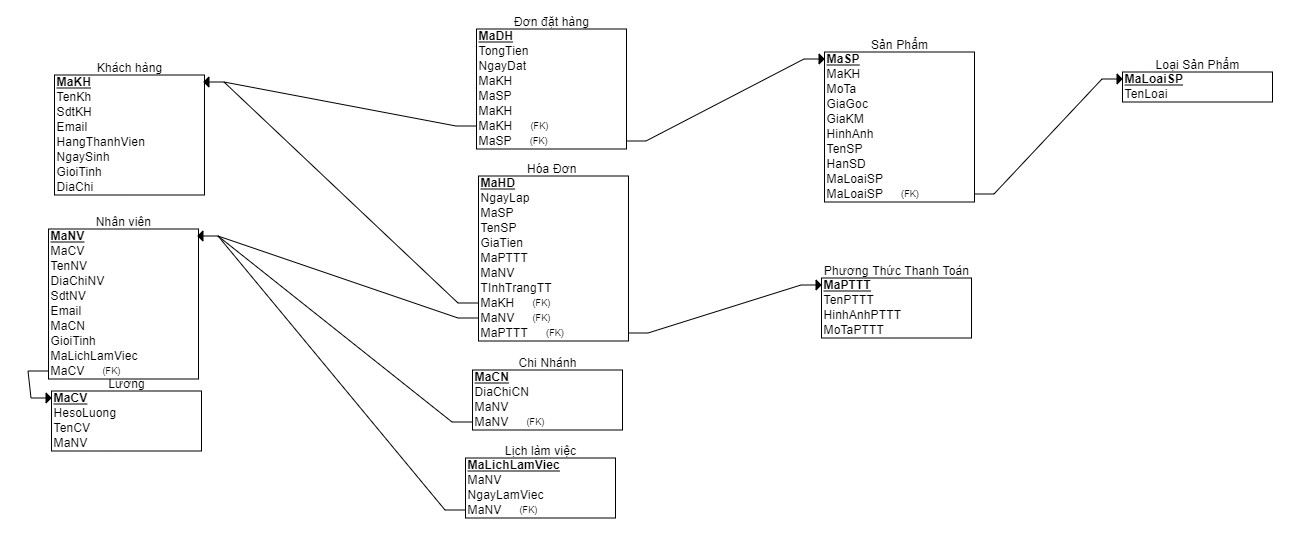 Khách hàng
MaKH
TenKh
SdtKH
Email
HangThanhVien
NgaySinh
GioiTinh
DiaChi
Nhân viên
MaNV
MaCV
TenNV
DiaChiNV
SdtNV
Email
MaCN
GioiTinh
MaLichLamViec
MaCV (FK)
Lương
MaCV
HesoLuong
TenCV
MaNV
Đơn đặt hàng
MaDH
TongTien
NgayDat
MaKH
MaSP
MaKH
MaKH (FK)
MaSP (FK)
Hóa Đơn
MaHD
NgayLap
MaSP
TenSP
GiaTien
MaPTTT
MaNV
TInhTrangTT
MaKH (FK)
MaNV (FK)
MaPTTT (FK)
Chi Nhánh
MaCN
DiaChiCN
MaNV
MaNV (FK)
Lịch làm việc
MaLichLamViec
MaNV
NgayLamViec
MaNV (FK)
Sản Phẩm
MaSP
MaKH
MoTa
GiaGoc
GiaKM
HinhAnh
TenSP
HanSD
MaLoaiSP
MaLoaiSP (FK)
Phương Thức Thanh Toán
MaPTTT
TenPTTT
HinhAnhPTTT
MoTaPTTT
Loại Sản Phẩm
MaLoaiSP
TenLoai